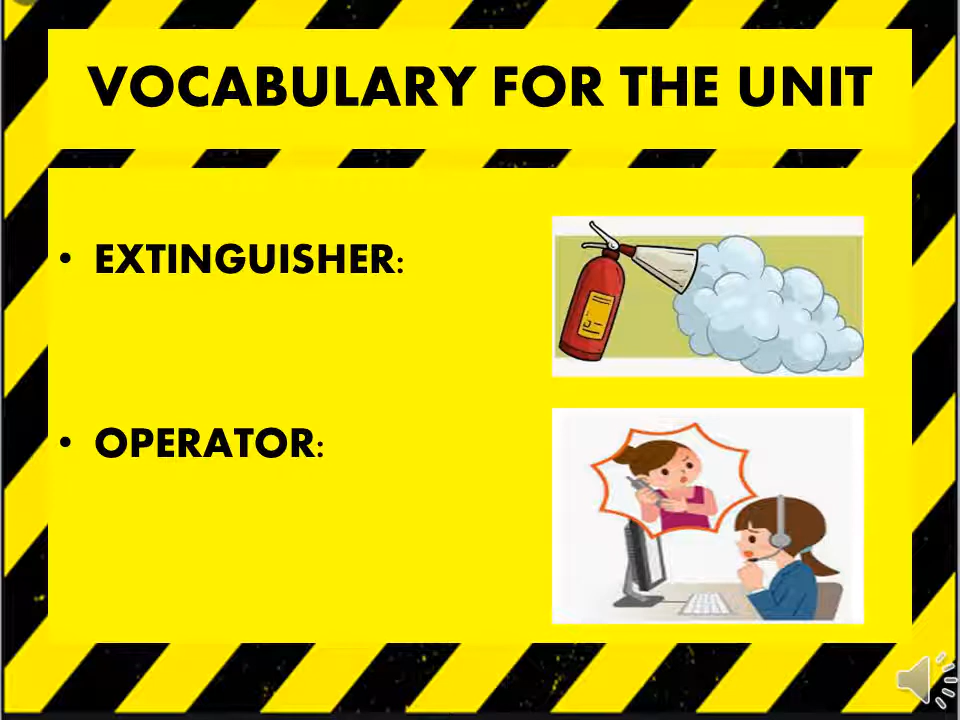 VOCABULARY FOR THE UNIT
• EXTINGUISHER:
• OPERATOR: